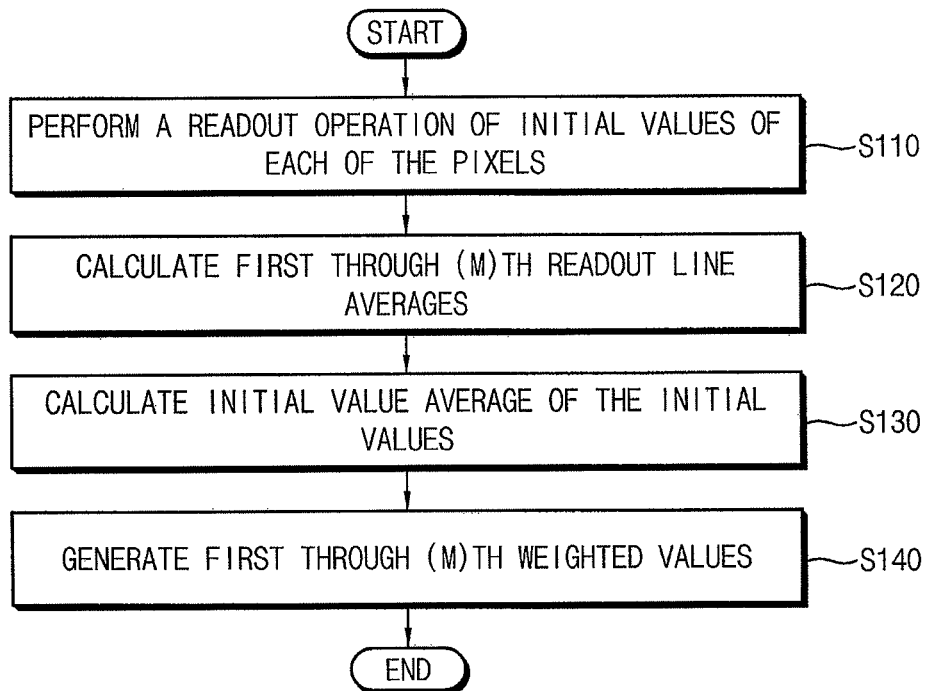 START
PERFORM A READOUT OPERATION OF INITIAL VALUES OF
EACH OF THE PIXELS
S110
CALCULATE FIRST THROUGH (M)TH READOUT LINE
AVERAGES
S120
CALCULATE INITIAL VALUE AVERAGE OF THE INITIAL
VALUES
S130
GENERATE FIRST THROUGH (M)TH WEIGHTED VALUES
S140
END